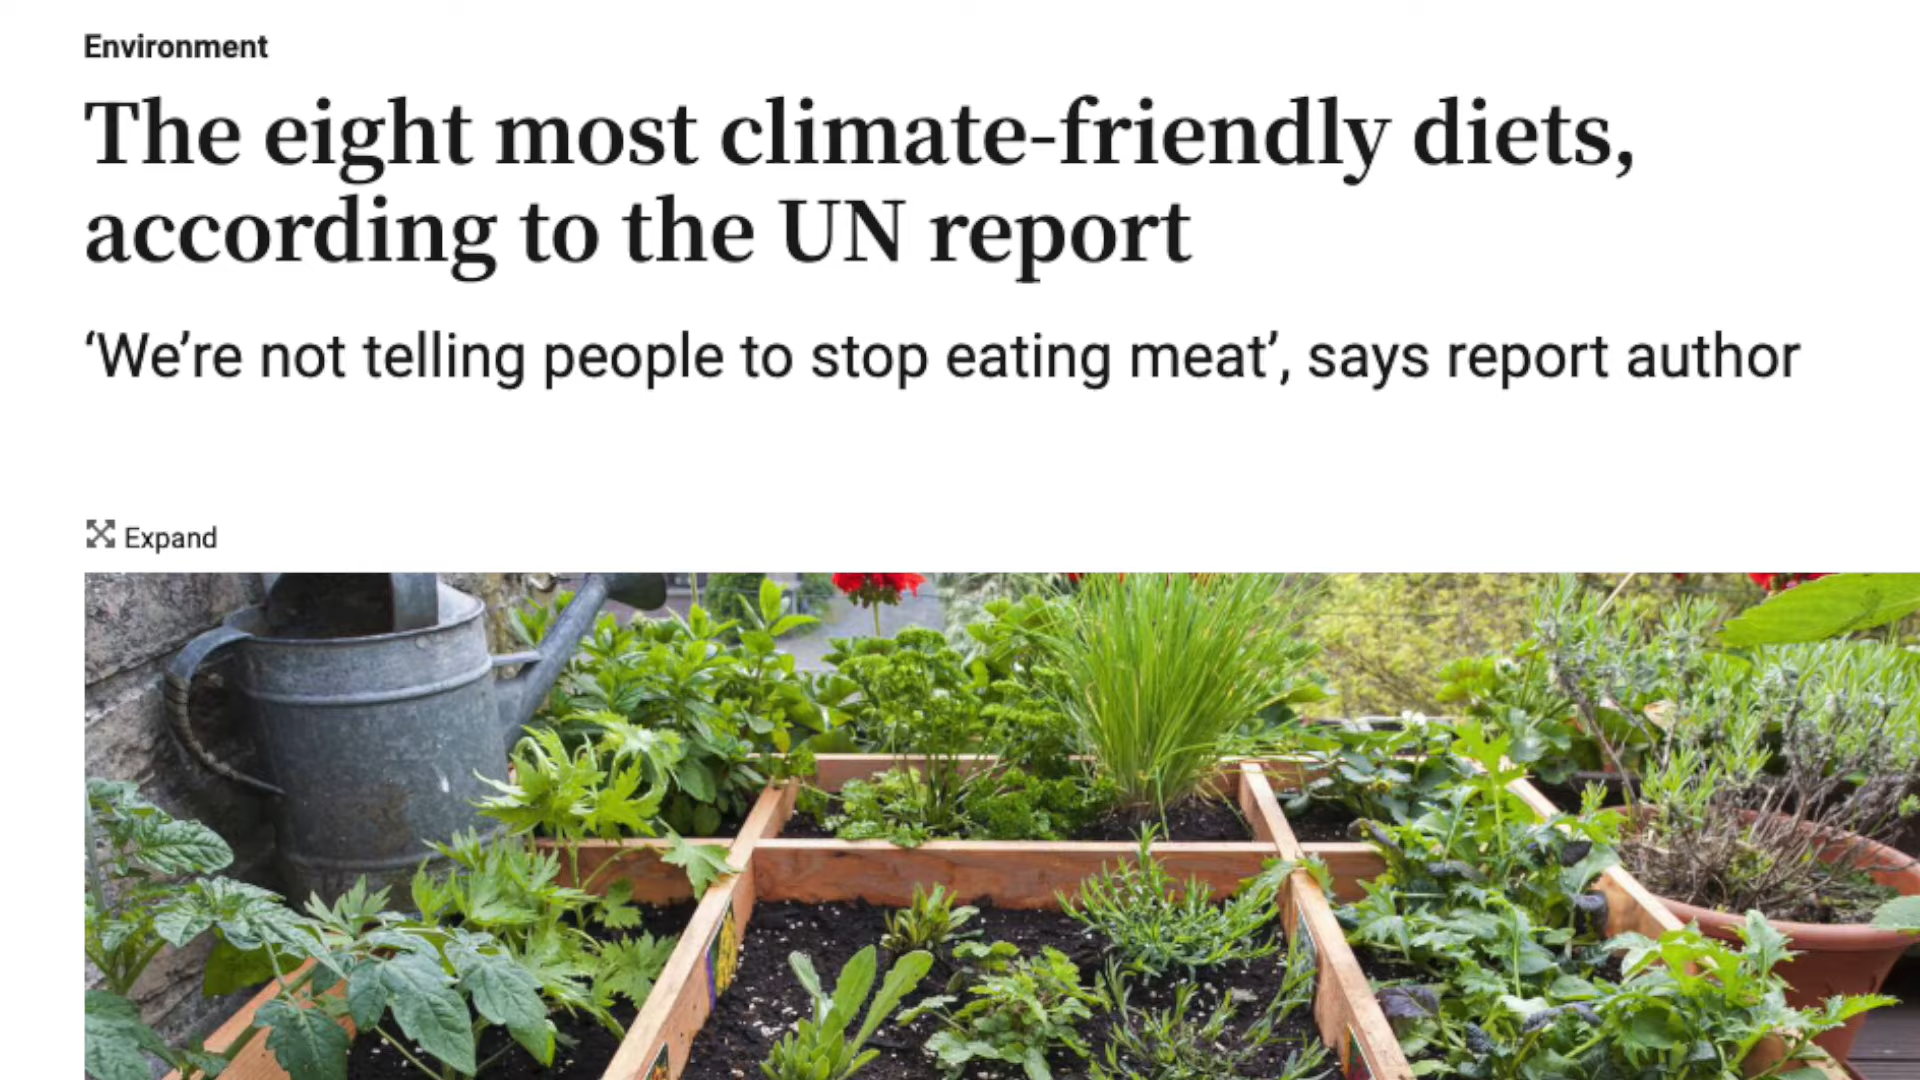 Environment
The eight most climate-friendly diets,
according to the UN report
‘We’re not telling people to stop eating meat’, says report author
Expand